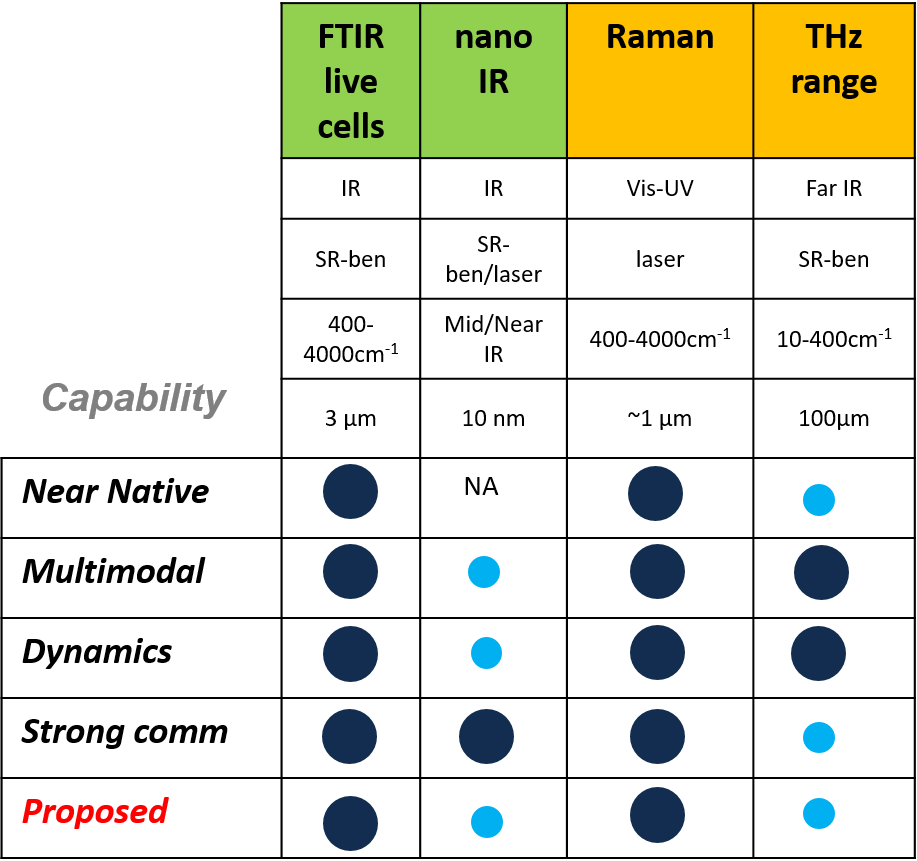 FTIR live cells nano IR Raman THz range
IR IR Vis-UV Far IR
SR-ben SR-ben/laser laser SR-ben
400-4000cm-1 Mid/Near IR 400-4000cm-1 10-400cm-1
Capability 3 µm 10 nm ~1 µm 100µm
Near Native NA
Multimodal
Dynamics
Strong comm
Proposed